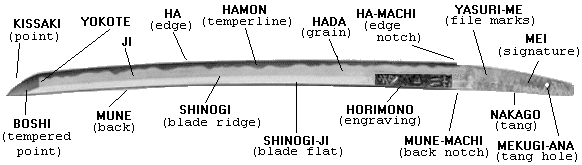 KISSAKI
(point)
YOKOTE
JI
HA
(edge)
HAMON
(temperline)
HADA
(grain)
HA-MACHI
(edge
notch)
YASURI-ME
(file marks)
MEI
(signature)
BOSHI
(tempered
point)
MUNE
(back)
SHINOGI
(blade ridge)
SHINOGI-JI
(blade flat)
HORIMONO
(engraving)
MUNE-MACHI
(back notch)
NAKAGO
(tang)
MEKUGI-ANA
(tang hole)